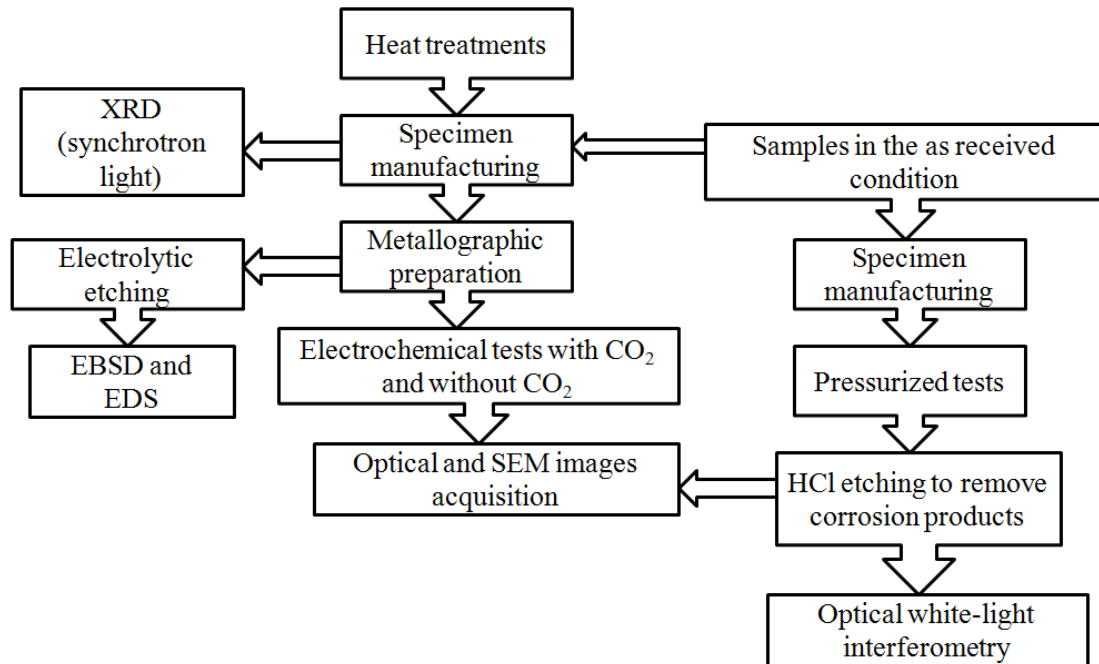 Heat treatments
XRD
(synchrotron
light)
Specimen
manufacturing
Samples in the as received
condition
Electrolytic
etching
Metallographic
preparation
Specimen
manufacturing
EBSD and
EDS
Electrochemical tests with CO₂
and without CO₂
Pressurized tests
Optical and SEM images
acquisition
HCl etching to remove
corrosion products
Optical white-light
interferometry